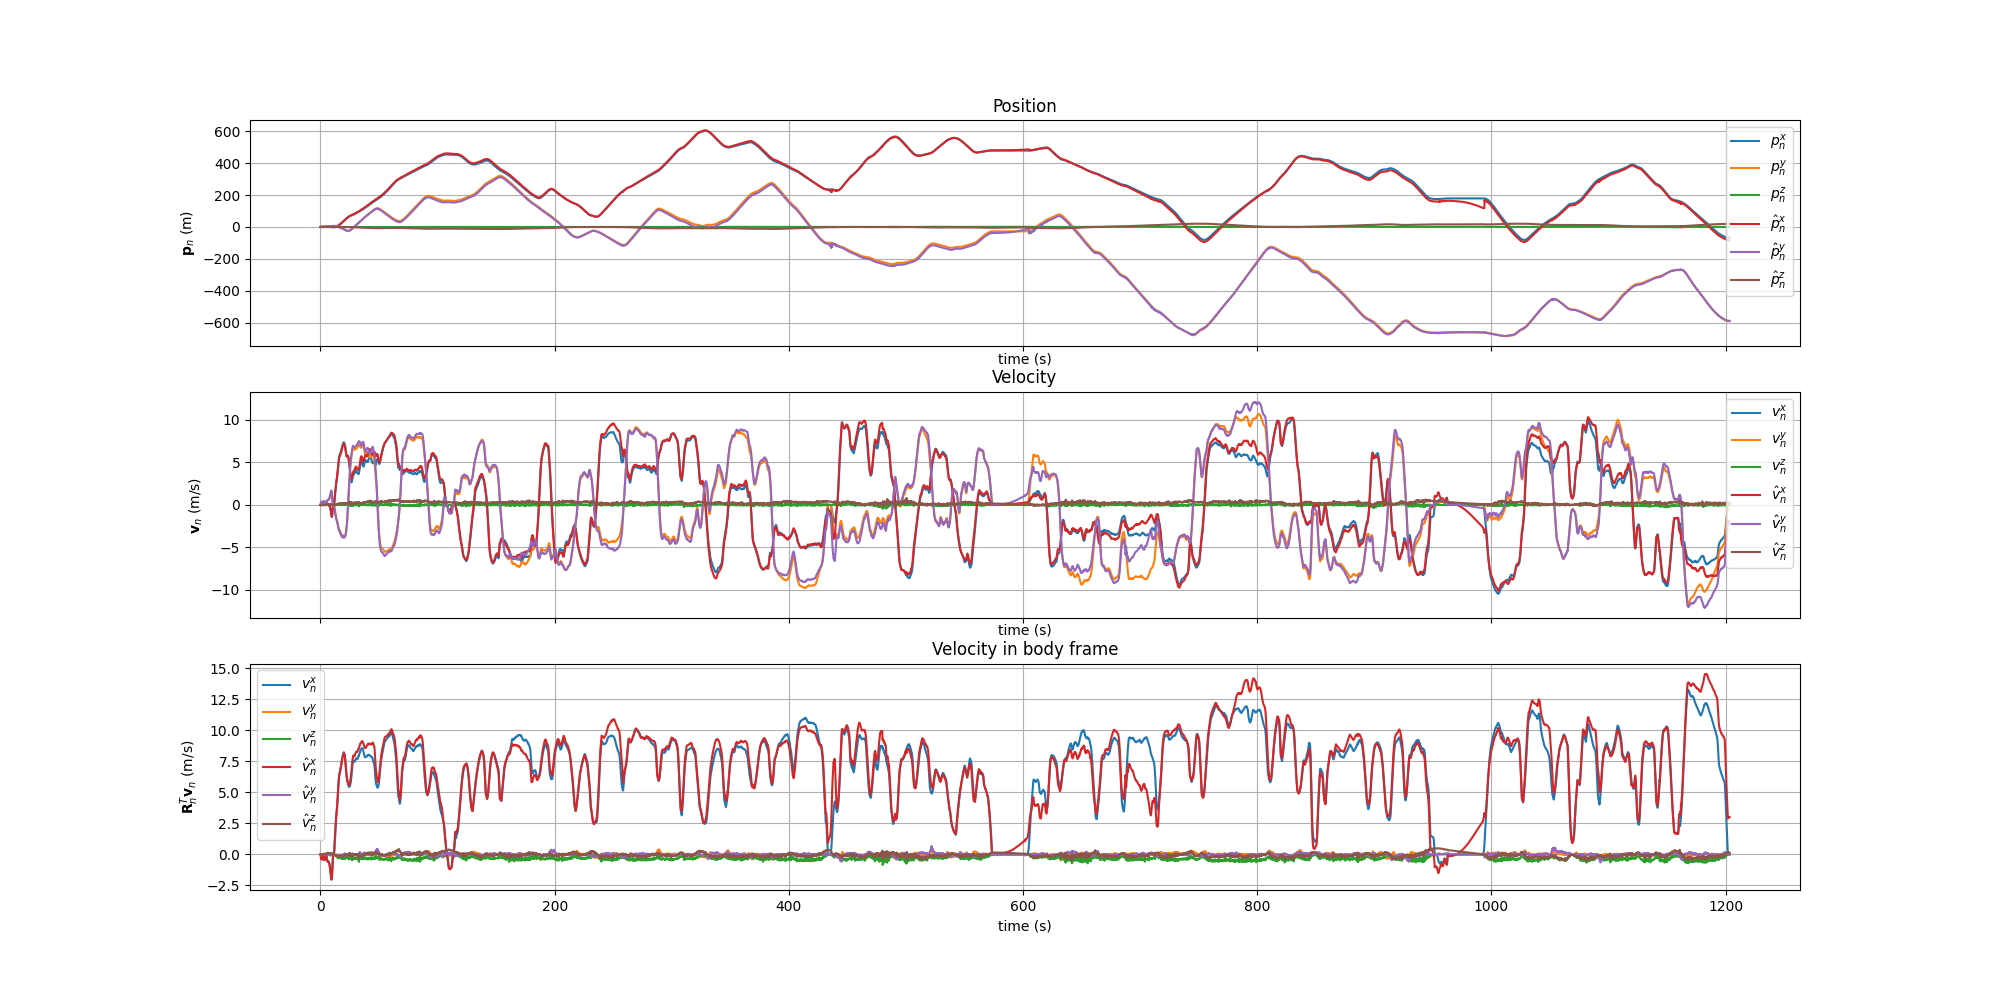 Position
600
400
200
0
−200
−400
−600
p_n (m)
p_n^x
p_n^y
p_n^z
p̂_n^x
p̂_n^y
p̂_n^z
time (s)
Velocity
10
5
0
−5
−10
v_n (m/s)
v_n^x
v_n^y
v_n^z
v̂_n^x
v̂_n^y
v̂_n^z
time (s)
Velocity in body frame
15.0
12.5
10.0
7.5
5.0
2.5
0.0
−2.5
R_n^T v_n (m/s)
v_n^x
v_n^y
v_n^z
v̂_n^x
v̂_n^y
v̂_n^z
0 200 400 600 800 1000 1200
time (s)